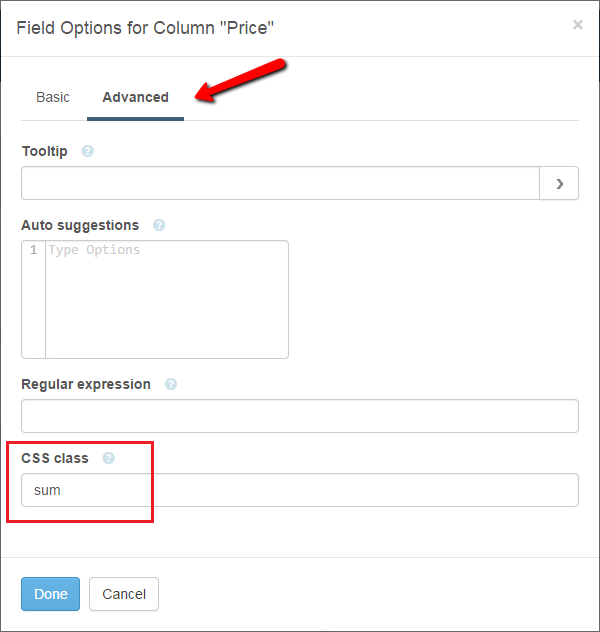 Field Options for Column "Price"
×
Basic Advanced
Tooltip ?
›
Auto suggestions ?
1 Type Options
Regular expression ?
CSS class ?
sum
Done Cancel